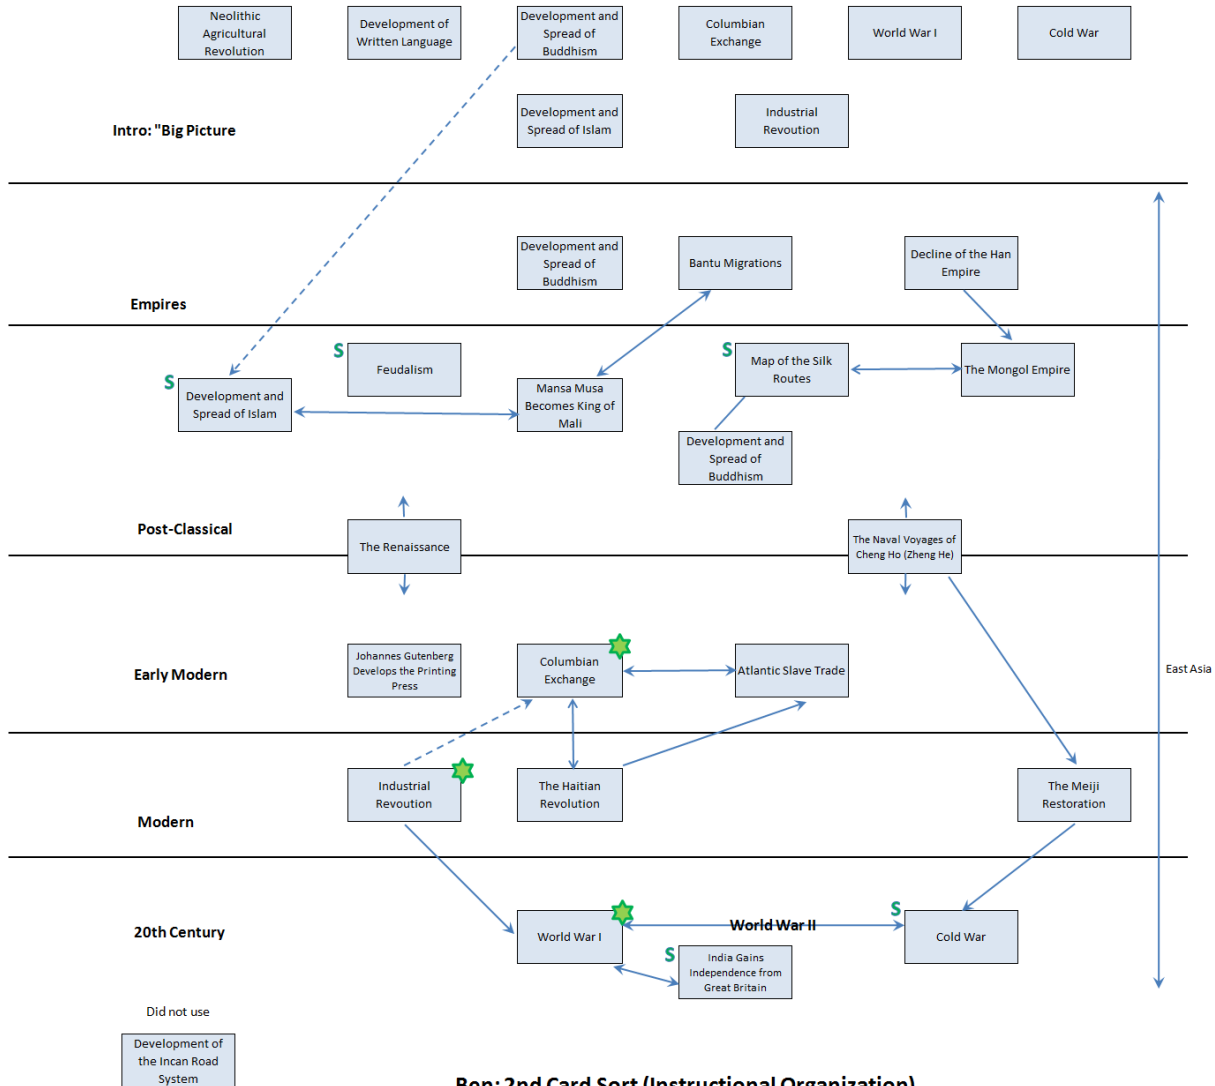 Neolithic
Agricultural
Revolution
Development of
Written Language
Development and
Spread of
Buddhism
Columbian
Exchange
World War I
Cold War
Intro: "Big Picture
Development and
Spread of Islam
Industrial
Revoution
Empires
Development and
Spread of
Buddhism
Bantu Migrations
Decline of the Han
Empire
S
Development and
Spread of Islam
S
Feudalism
Mansa Musa
Becomes King of
Mali
S
Map of the Silk
Routes
The Mongol Empire
Development and
Spread of
Buddhism
Post-Classical
The Renaissance
The Naval Voyages of
Cheng Ho (Zheng He)
Early Modern
Johannes Gutenberg
Develops the Printing
Press
Columbian
Exchange
Atlantic Slave Trade
East Asia
Modern
Industrial
Revoution
The Haitian
Revolution
The Meiji
Restoration
20th Century
World War I
World War II
S
Cold War
S
India Gains
Independence from
Great Britain
Did not use
Development of
the Incan Road
System
Ben: 2nd Card Sort (Instructional Organization)